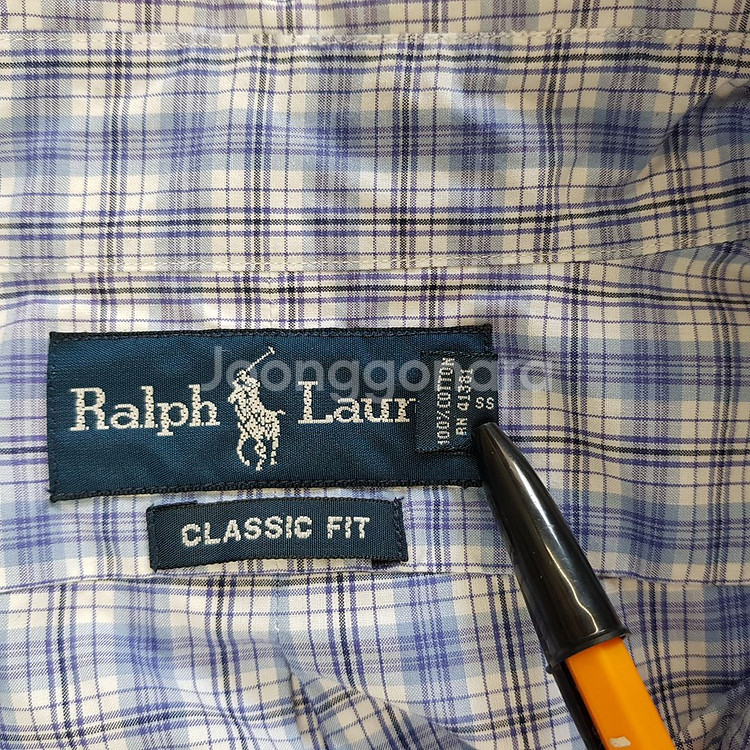 Joonggonara
Ralph Laur
100% COTTON
RN 41381
SS
CLASSIC FIT